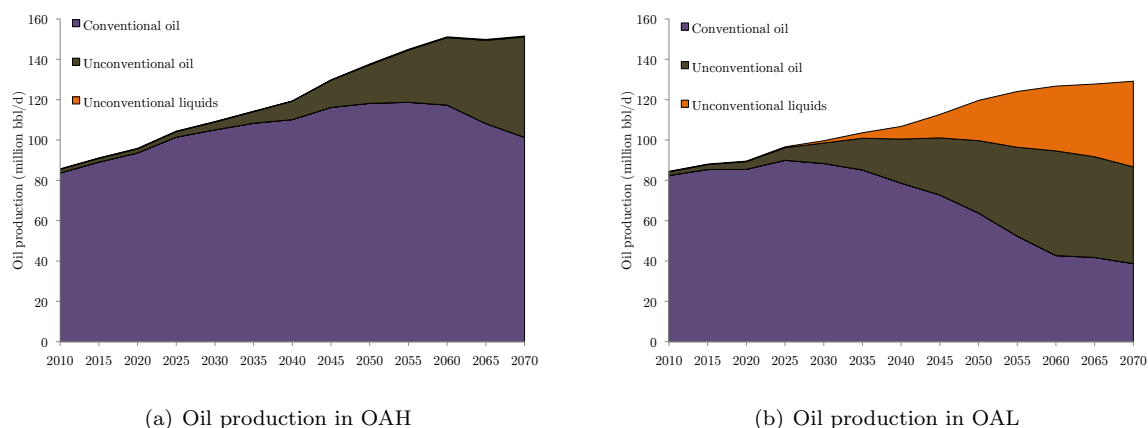 160
140
120
100
80
60
40
20
0
Oil production (million bbl/d)
Conventional oil
Unconventional oil
Unconventional liquids
2010 2015 2020 2025 2030 2035 2040 2045 2050 2055 2060 2065 2070
(a) Oil production in OAH
160
140
120
100
80
60
40
20
0
Oil production (million bbl/d)
Conventional oil
Unconventional oil
Unconventional liquids
2010 2015 2020 2025 2030 2035 2040 2045 2050 2055 2060 2065 2070
(b) Oil production in OAL